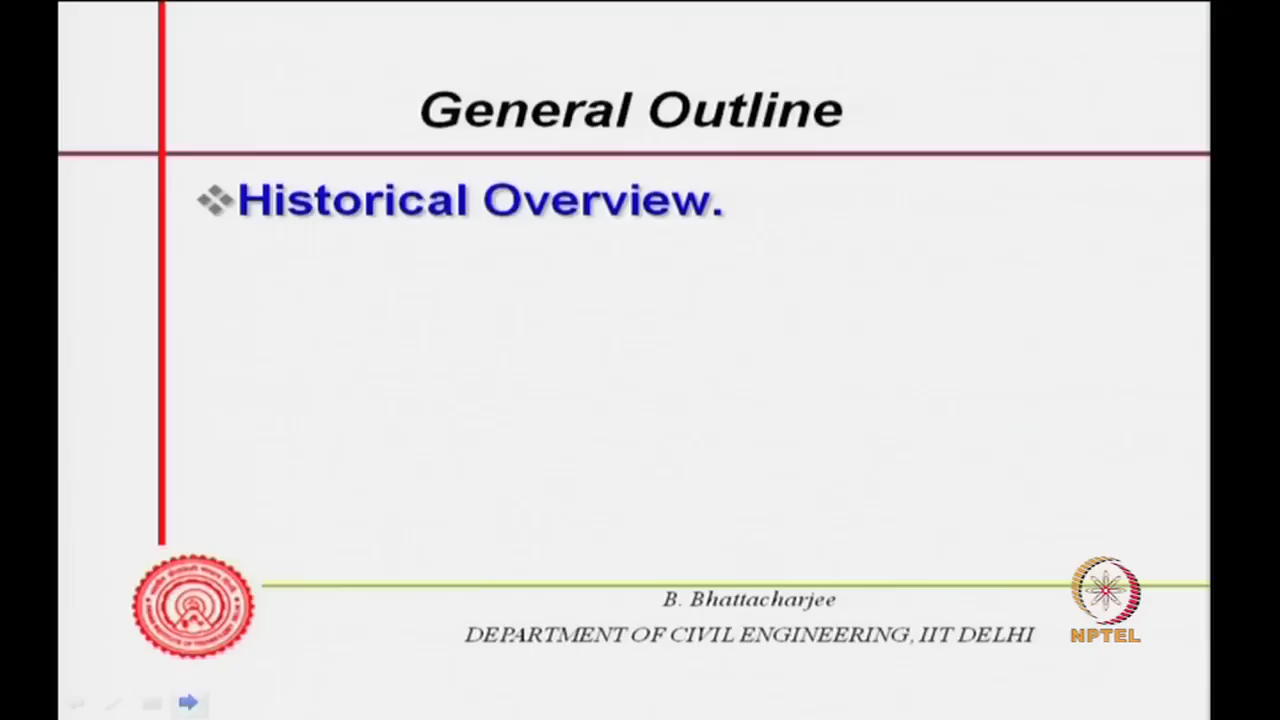 General Outline
Historical Overview.
B. Bhattacharjee
DEPARTMENT OF CIVIL ENGINEERING, IIT DELHI
NPTEL